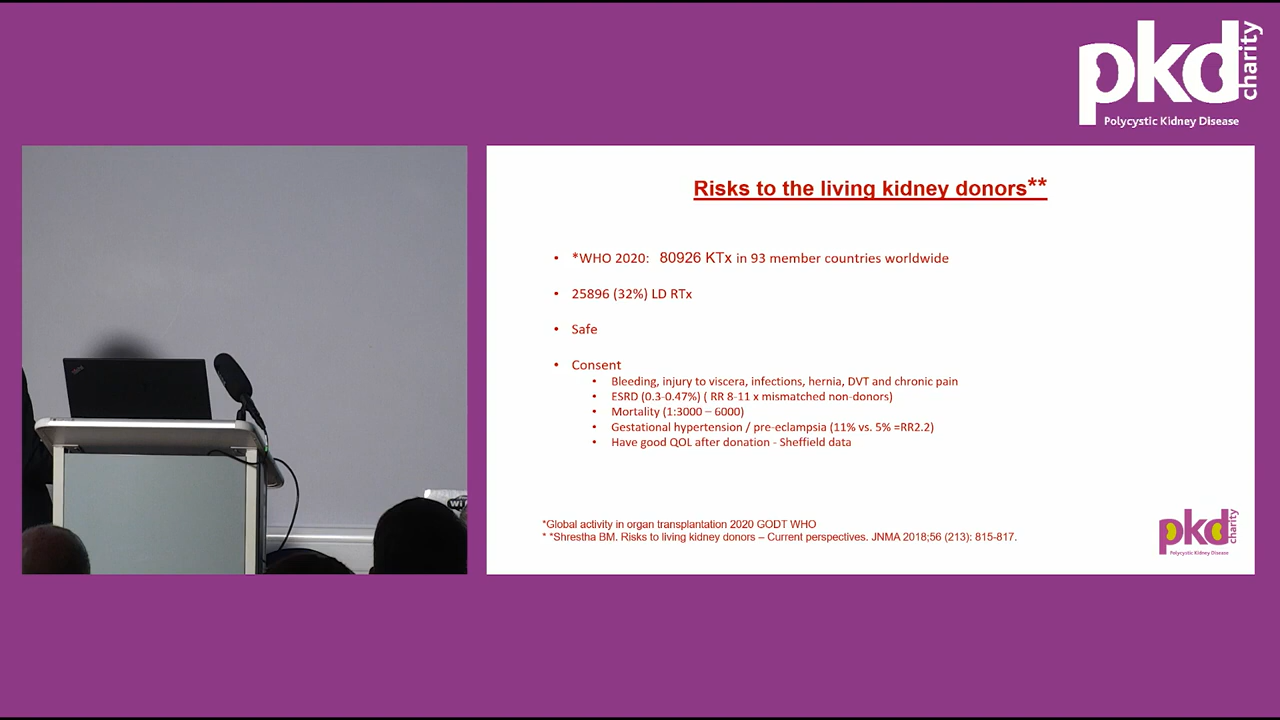 pkd
charity
Polycystic Kidney Disease
Risks to the living kidney donors**
• *WHO 2020: 80926 KTx in 93 member countries worldwide
• 25896 (32%) LD RTx
• Safe
• Consent
• Bleeding, injury to viscera, infections, hernia, DVT and chronic pain
• ESRD (0.3-0.47%) ( RR 8-11 x mismatched non-donors)
• Mortality (1:3000 – 6000)
• Gestational hypertension / pre-eclampsia (11% vs. 5% =RR2.2)
• Have good QOL after donation - Sheffield data
*Global activity in organ transplantation 2020 GODT WHO
* *Shrestha BM. Risks to living kidney donors – Current perspectives. JNMA 2018;56 (213): 815-817.
pkd
charity
Polycystic Kidney Disease